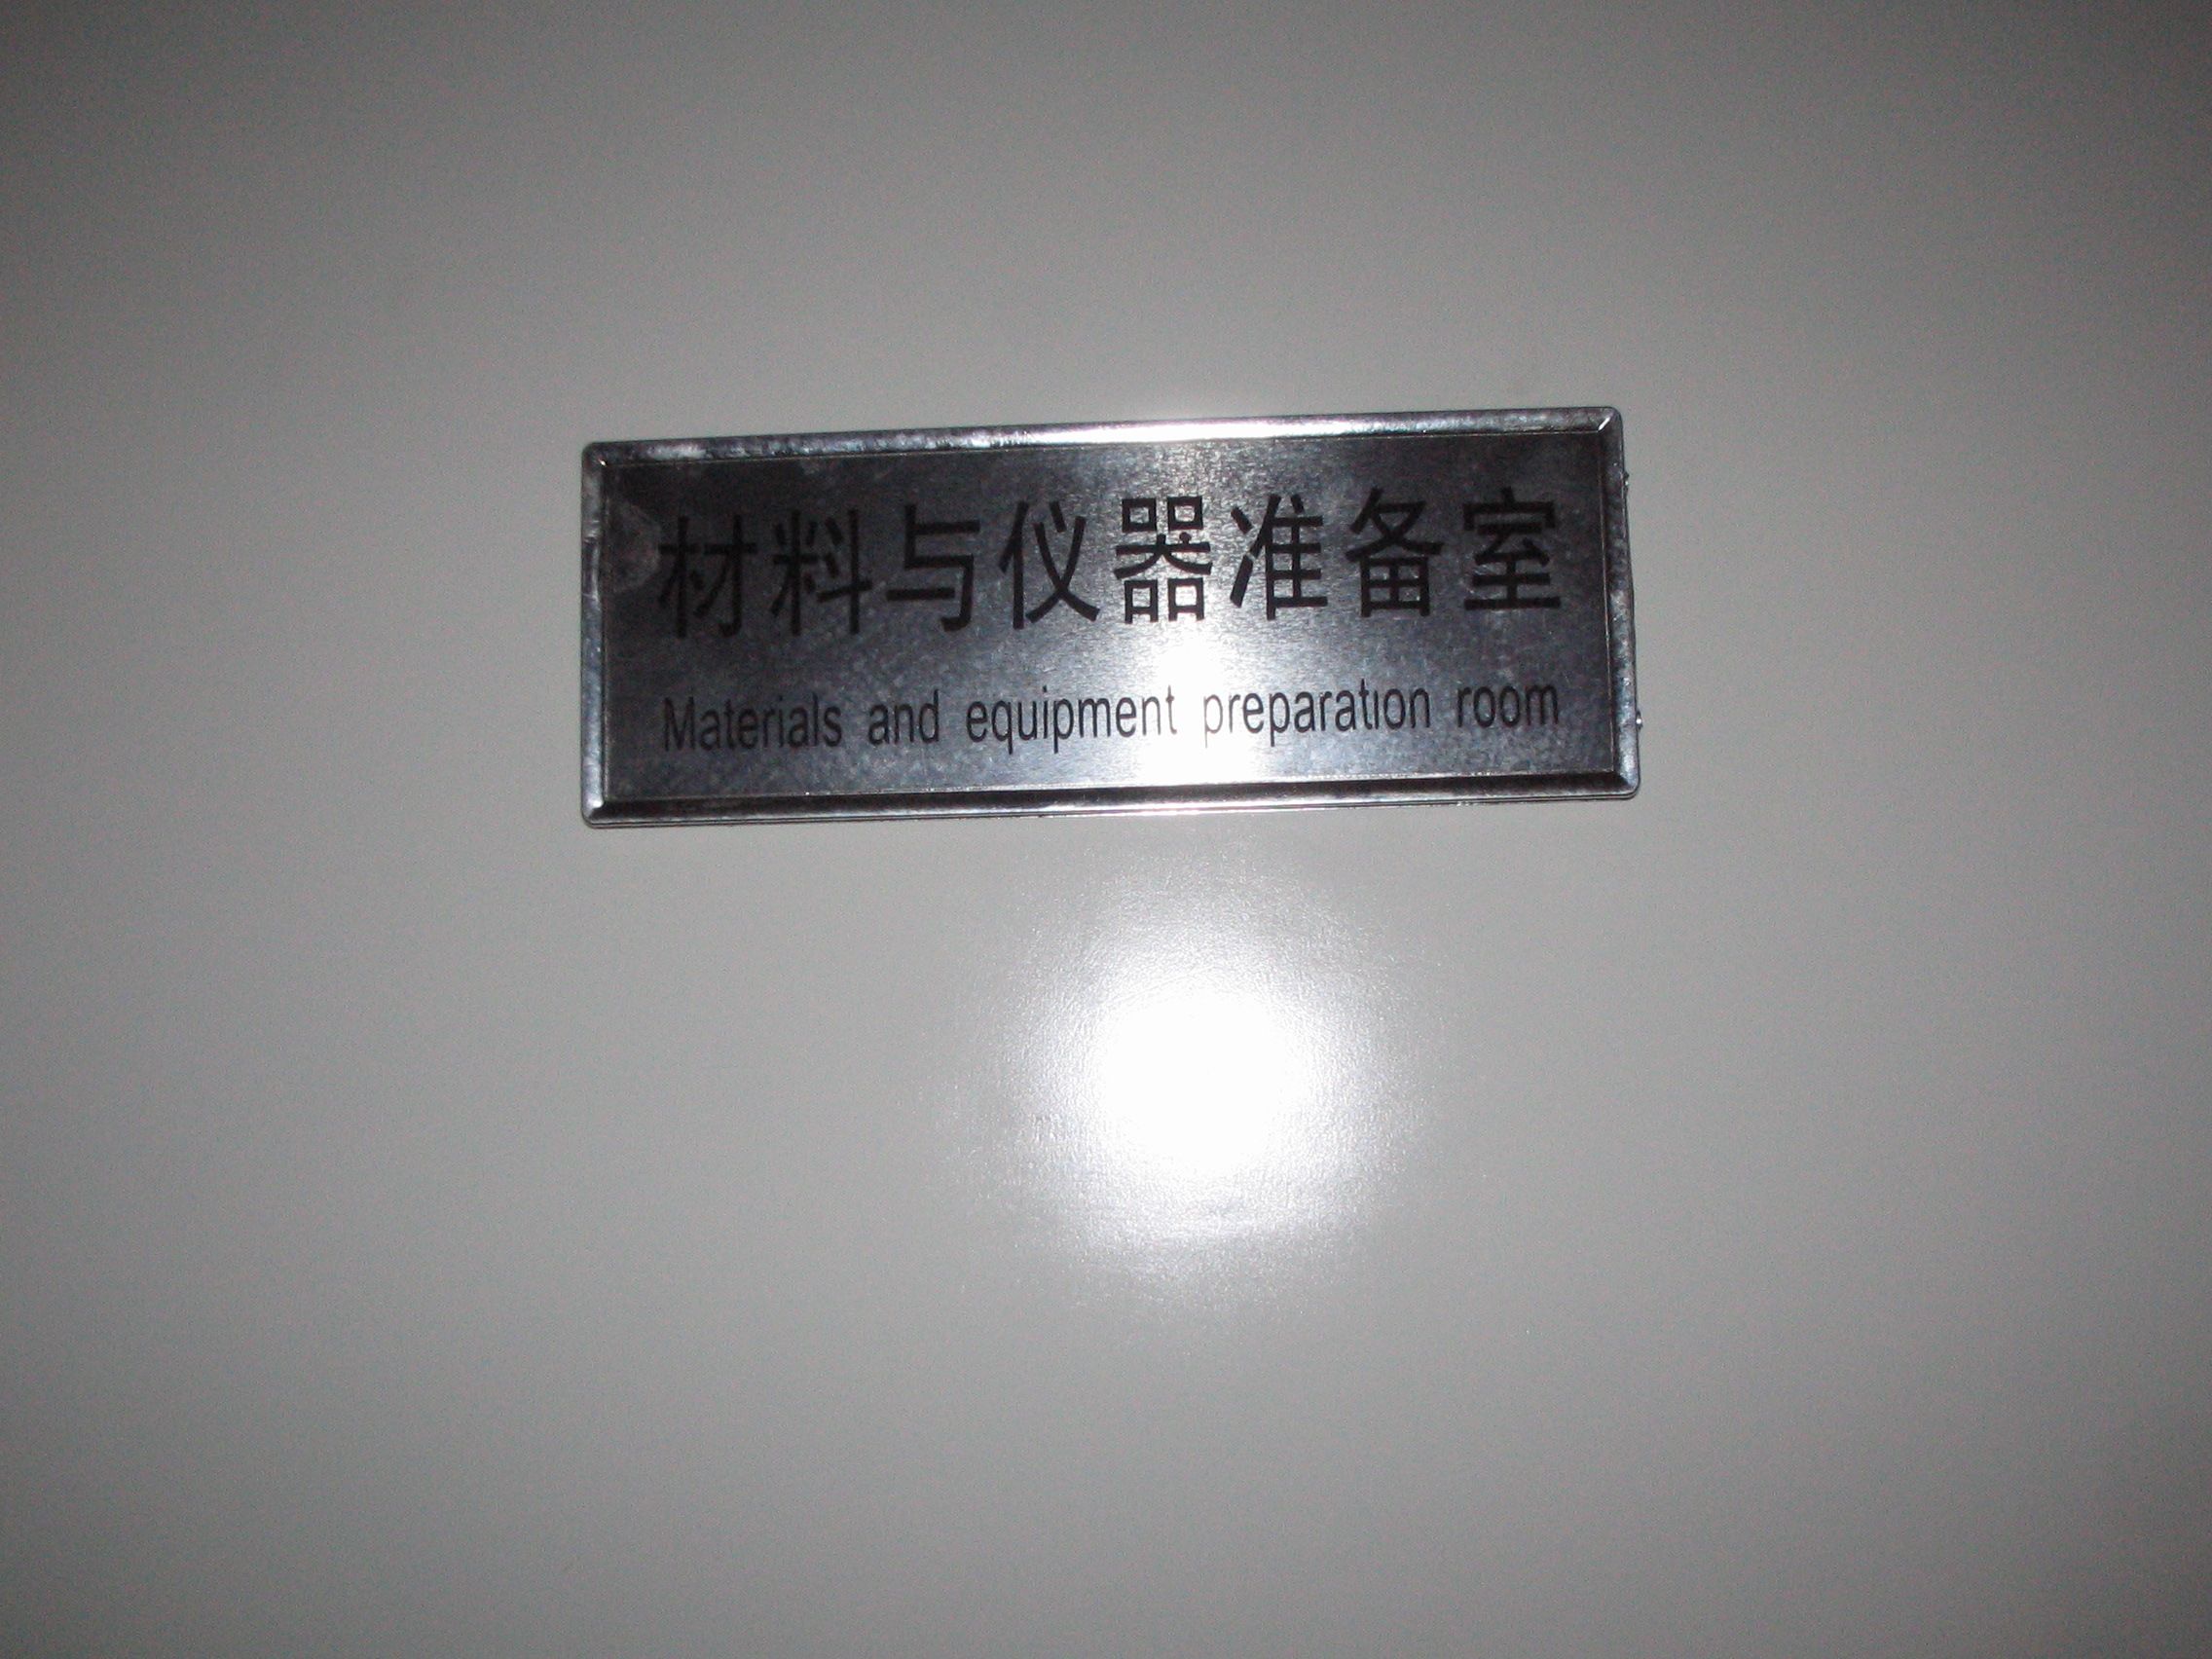 材料与仪器准备室
Materials and equipment preparation room